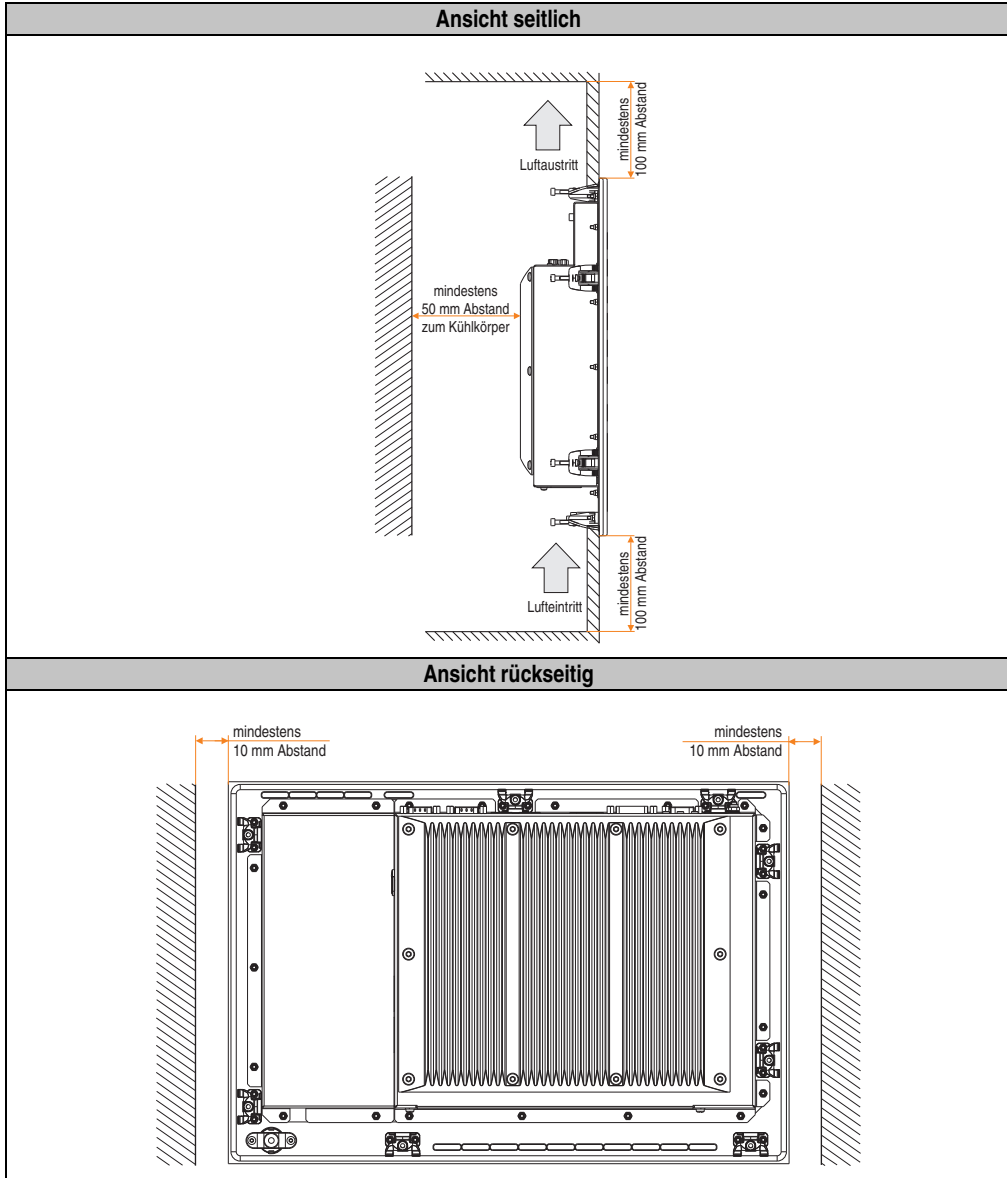 Ansicht seitlich
mindestens
100 mm Abstand
Luftaustritt
mindestens
50 mm Abstand
zum Kühlkörper
Lufteintritt
mindestens
100 mm Abstand
Ansicht rückseitig
mindestens
10 mm Abstand
mindestens
10 mm Abstand